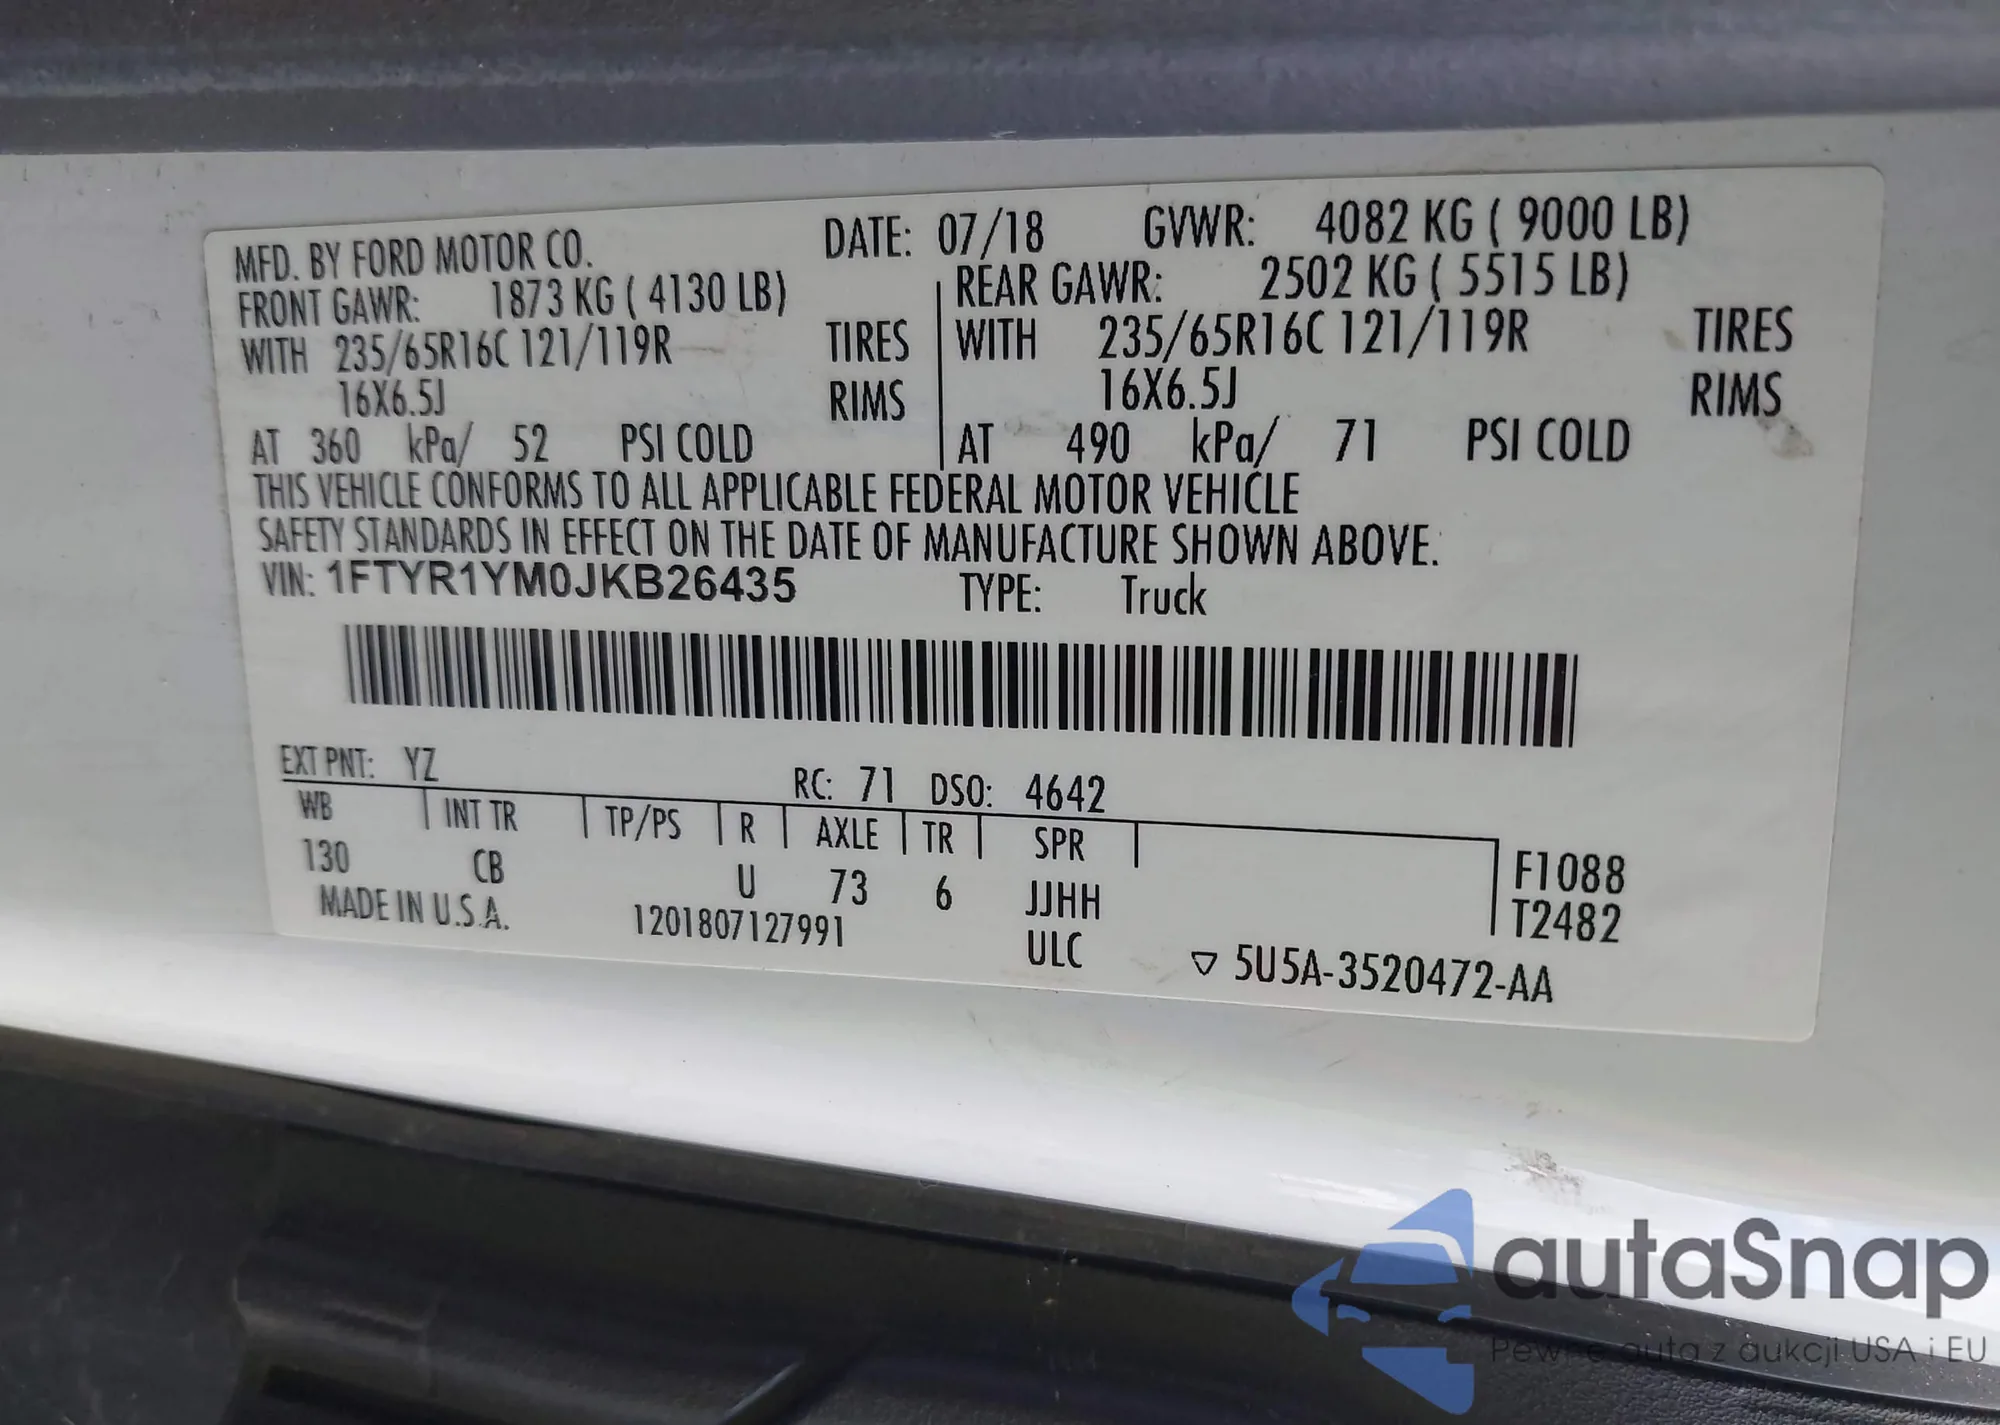 MFD. BY FORD MOTOR CO. DATE: 07/18 GVWR: 4082 KG ( 9000 LB)
FRONT GAWR: 1873 KG ( 4130 LB) REAR GAWR: 2502 KG ( 5515 LB)
WITH 235/65R16C 121/119R TIRES WITH 235/65R16C 121/119R TIRES
16X6.5J RIMS 16X6.5J RIMS
AT 360 kPa/ 52 PSI COLD AT 490 kPa/ 71 PSI COLD
THIS VEHICLE CONFORMS TO ALL APPLICABLE FEDERAL MOTOR VEHICLE
SAFETY STANDARDS IN EFFECT ON THE DATE OF MANUFACTURE SHOWN ABOVE.
VIN: 1FTYR1YM0JKB26435 TYPE: Truck
EXT PNT: YZ RC: 71 DSO: 4642
WB INT TR TP/PS R AXLE TR SPR
130 CB U 73 6 JJHH F1088
MADE IN U.S.A. 1201807127991 ULC T2482
▽ 5U5A-3520472-AA
autaSnap
Pewne auta z aukcji USA i EU